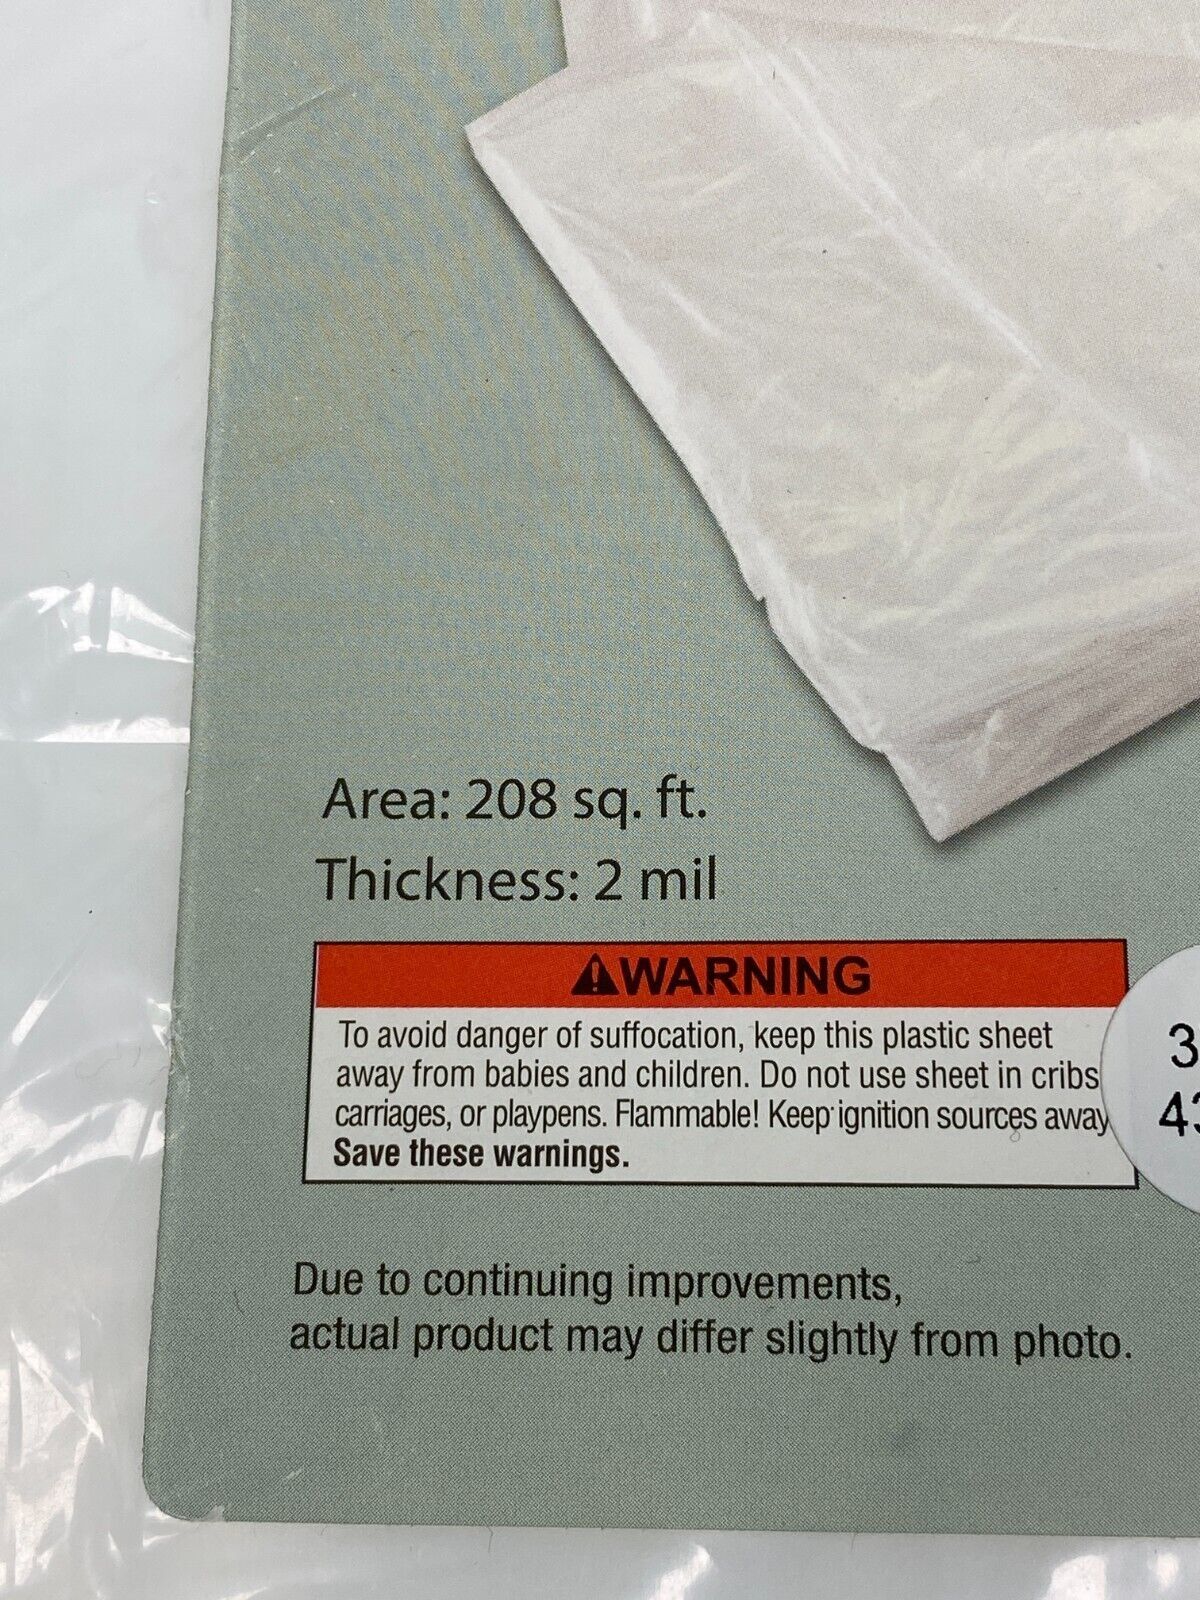 Area: 208 sq. ft.
Thickness: 2 mil
WARNING
To avoid danger of suffocation, keep this plastic sheet
away from babies and children. Do not use sheet in cribs
carriages, or playpens. Flammable! Keep ignition sources away
Save these warnings.
3
43
Due to continuing improvements,
actual product may differ slightly from photo.